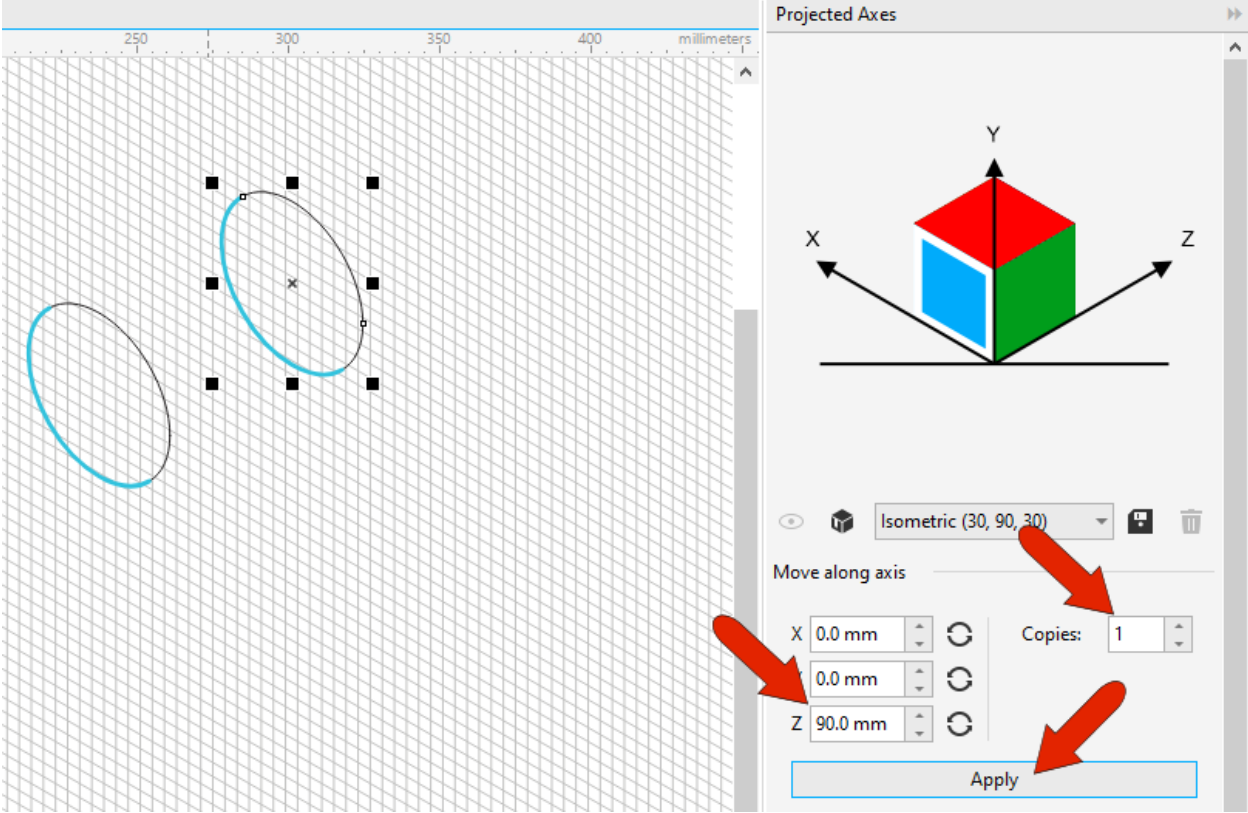 Projected Axes
250 300 350 400 millimeters
Y
X Z
Isometric (30, 90, 30)
Move along axis
X 0.0 mm Copies: 1
0.0 mm
Z 90.0 mm
Apply